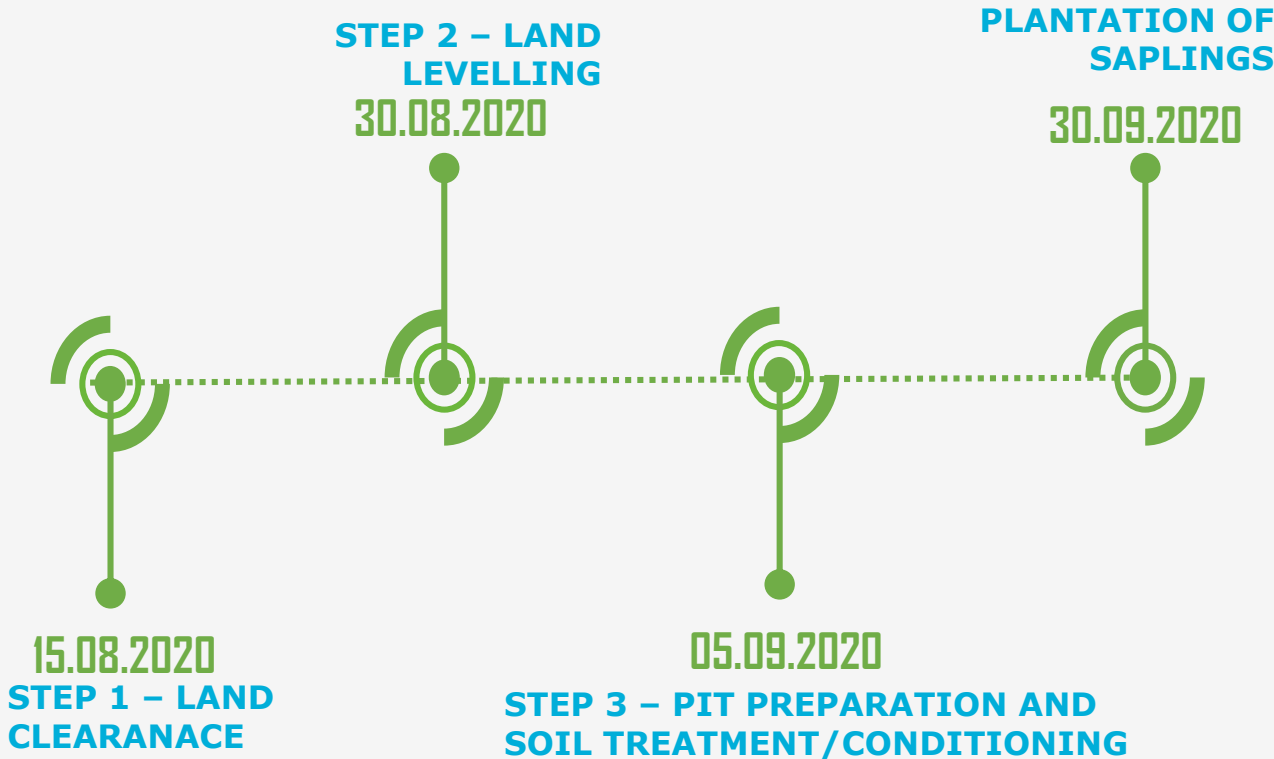 STEP 2 – LAND
LEVELLING
30.08.2020
PLANTATION OF
SAPLINGS
30.09.2020
15.08.2020
STEP 1 – LAND
CLEARANACE
05.09.2020
STEP 3 – PIT PREPARATION AND
SOIL TREATMENT/CONDITIONING